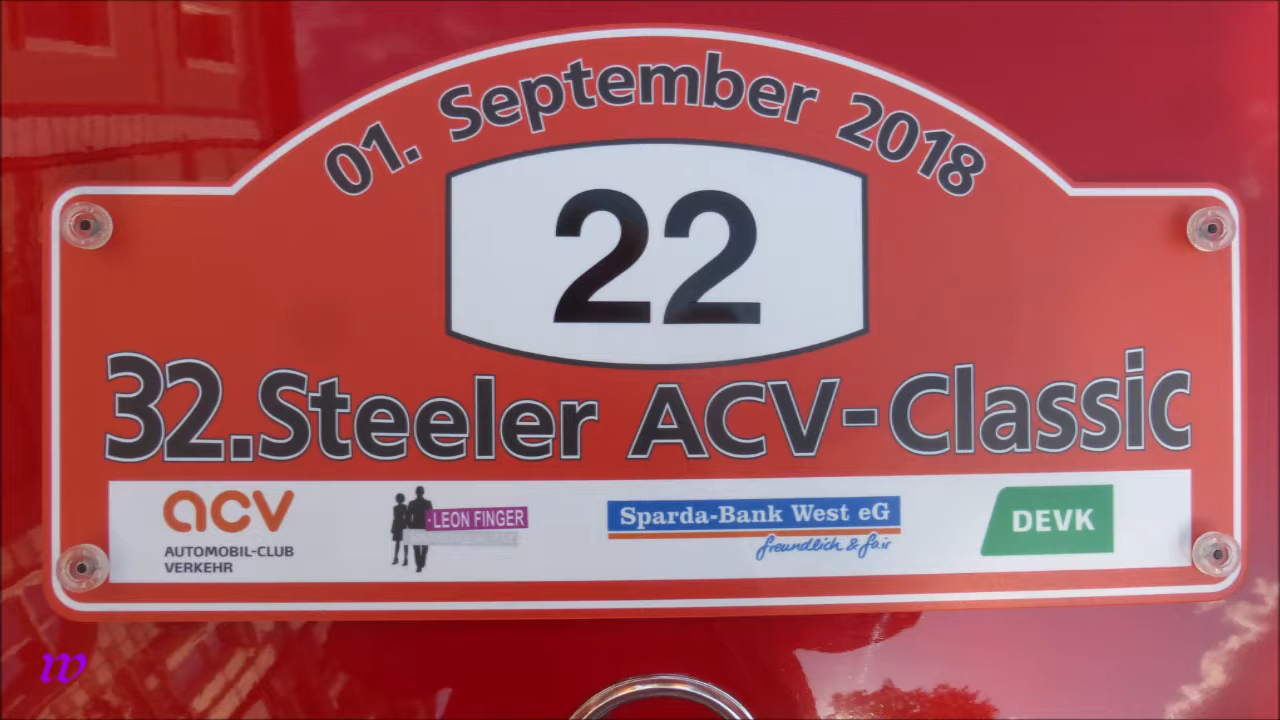 01. September 2018
22
32. Steeler ACV-Classic
acv
AUTOMOBIL-CLUB
VERKEHR
LEON FINGER
Sparda-Bank West eG
freundlich & fair
DEVK
w